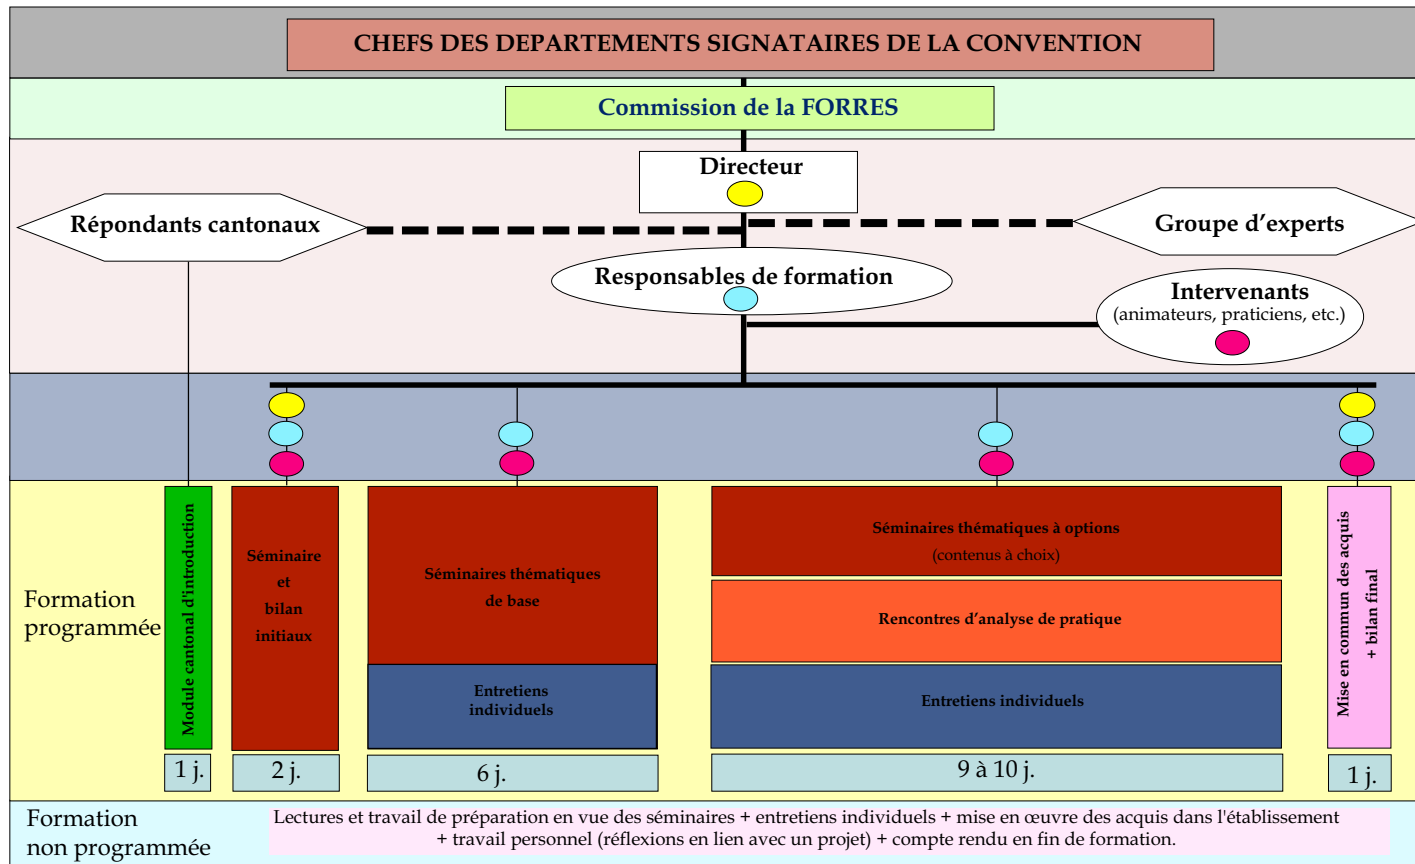 CHEFS DES DEPARTEMENTS SIGNATAIRES DE LA CONVENTION
Commission de la FORRES
Directeur
Répondants cantonaux
Groupe d’experts
Responsables de formation
Intervenants
(animateurs, praticiens, etc.)
Formation
programmée
Module cantonal d'introduction
Séminaire
et
bilan
initiaux
Séminaires thématiques
de base
Entretiens
individuels
Séminaires thématiques à options
(contenus à choix)
Rencontres d’analyse de pratique
Entretiens individuels
Mise en commun des acquis
+ bilan final
1 j.
2 j.
6 j.
9 à 10 j.
1 j.
Formation
non programmée
Lectures et travail de préparation en vue des séminaires + entretiens individuels + mise en œuvre des acquis dans l'établissement
+ travail personnel (réflexions en lien avec un projet) + compte rendu en fin de formation.